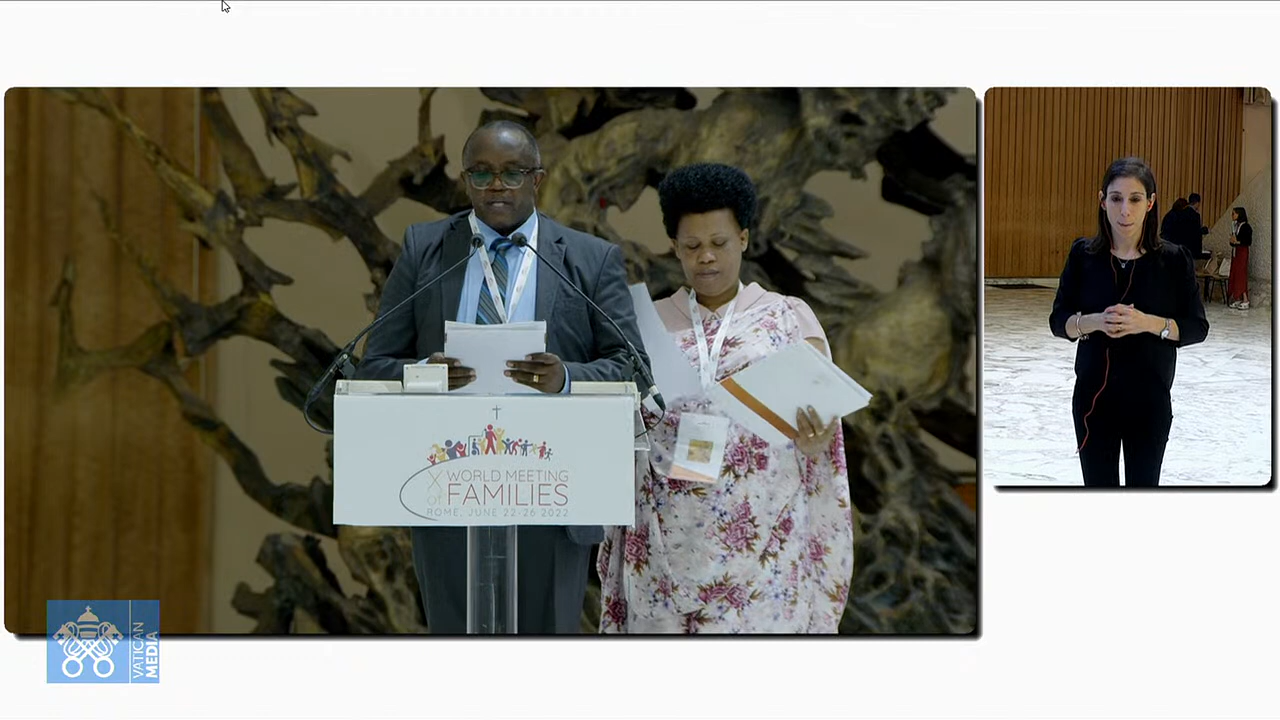 X WORLD MEETING
of FAMILIES
ROME, JUNE 22-26 2022
VATICAN
MEDIA